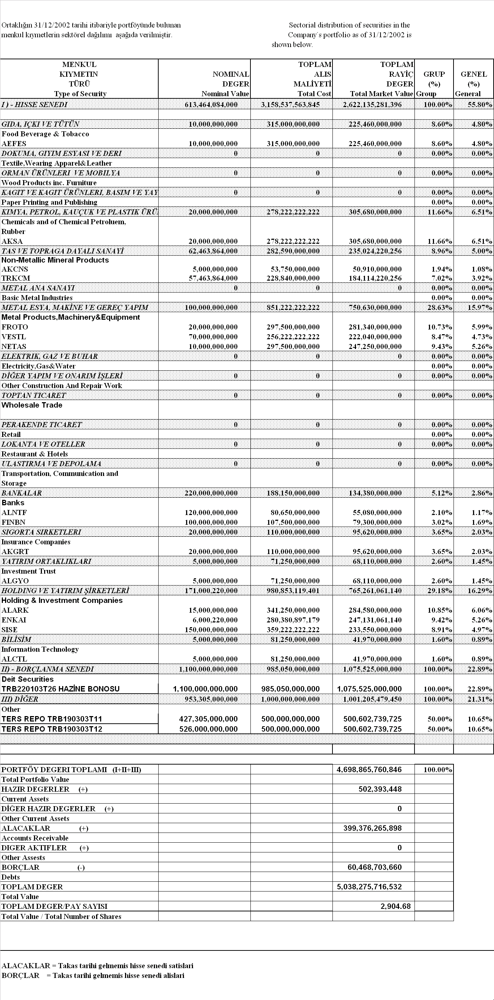 Ortaklığın 31/12/2002 tarihi itibariyle portföyünde bulunan
menkul kıymetlerin sektörel dağılımı aşağıda verilmiştir.
Sectorial distribution of securities in the
Company`s portfolio as of 31/12/2002 is
shown below.
MENKUL TOPLAM TOPLAM
KIYMETIN NOMINAL ALIS RAYİÇ GRUP GENEL
TÜRÜ DEGER MALİYETİ DEGER (%) (%)
Type of Security Nominal Value Total Cost Total Market Value Group General
I ) - HISSE SENEDI 613,464,084,000 3,158,537,563,845 2,622,135,281,396 100.00% 55.80%
GIDA, IÇKI VE TÜTÜN 10,000,000,000 315,000,000,000 225,460,000,000 8.60% 4.80%
Food Beverage & Tobacco
AEFES 10,000,000,000 315,000,000,000 225,460,000,000 8.60% 4.80%
DOKUMA, GIYIM ESYASI VE DERI 0 0 0 0.00% 0.00%
Textile,Wearing Apparel&Leather
ORMAN ÜRÜNLERI VE MOBILYA 0 0 0 0.00% 0.00%
Wood Products inc. Furniture
KAGIT VE KAGIT ÜRÜNLERI, BASIM VE YAY 0 0 0 0.00% 0.00%
Paper Printing and Publishing 0.00% 0.00%
KIMYA, PETROL, KAUÇUK VE PLASTIK ÜRÜ 20,000,000,000 278,222,222,222 305,680,000,000 11.66% 6.51%
Chemicals and of Chemical Petroluem,
Rubber
AKSA 20,000,000,000 278,222,222,222 305,680,000,000 11.66% 6.51%
TAS VE TOPRAGA DAYALI SANAYİ 62,463,864,000 282,590,000,000 235,024,220,256 8.96% 5.00%
Non-Metallic Mineral Products
AKCNS 5,000,000,000 53,750,000,000 50,910,000,000 1.94% 1.08%
TRKCM 57,463,864,000 228,840,000,000 184,114,220,256 7.02% 3.92%
METAL ANA SANAYI 0 0 0 0.00% 0.00%
Basic Metal Industries 0.00% 0.00%
METAL ESYA, MAKİNE VE GEREÇ YAPIM 100,000,000,000 851,222,222,222 750,630,000,000 28.63% 15.97%
Metal Products,Machinery&Equipment
FROTO 20,000,000,000 297,500,000,000 281,340,000,000 10.73% 5.99%
VESTL 70,000,000,000 256,222,222,222 222,040,000,000 8.47% 4.73%
NETAS 10,000,000,000 297,500,000,000 247,250,000,000 9.43% 5.26%
ELEKTRIK, GAZ VE BUHAR 0 0 0 0.00% 0.00%
Electricity,Gas&Water 0.00% 0.00%
DİĞER YAPIM VE ONARIM İŞLERİ 0 0 0 0.00% 0.00%
Other Construction And Repair Work
TOPTAN TICARET 0 0 0 0.00% 0.00%
Wholesale Trade
PERAKENDE TICARET 0 0 0 0.00% 0.00%
Retail 0.00% 0.00%
LOKANTA VE OTELLER 0 0 0 0.00% 0.00%
Restaurant & Hotels
ULASTIRMA VE DEPOLAMA 0 0 0 0.00% 0.00%
Transportation, Communication and
Storage
BANKALAR 220,000,000,000 188,150,000,000 134,380,000,000 5.12% 2.86%
Banks
ALNTF 120,000,000,000 80,650,000,000 55,080,000,000 2.10% 1.17%
FINBN 100,000,000,000 107,500,000,000 79,300,000,000 3.02% 1.69%
SIGORTA SIRKETLERI 20,000,000,000 110,000,000,000 95,620,000,000 3.65% 2.03%
Insurance Companies
AKGRT 20,000,000,000 110,000,000,000 95,620,000,000 3.65% 2.03%
YATIRIM ORTAKLIKLARI 5,000,000,000 71,250,000,000 68,110,000,000 2.60% 1.45%
Investment Trust
ALGYO 5,000,000,000 71,250,000,000 68,110,000,000 2.60% 1.45%
HOLDING VE YATIRIM ŞİRKETLERİ 171,000,220,000 980,853,119,401 765,261,061,140 29.18% 16.29%
Holding & Investment Companies
ALARK 15,000,000,000 341,250,000,000 284,580,000,000 10.85% 6.06%
ENKAI 6,000,220,000 280,380,897,179 247,131,061,140 9.42% 5.26%
SISE 150,000,000,000 359,222,222,222 233,550,000,000 8.91% 4.97%
BİLİSİM 5,000,000,000 81,250,000,000 41,970,000,000 1.60% 0.89%
Information Technology
ALCTL 5,000,000,000 81,250,000,000 41,970,000,000 1.60% 0.89%
II) - BORÇLANMA SENEDI 1,100,000,000,000 985,050,000,000 1,075,525,000,000 100.00% 22.89%
Deit Securities
TRB220103T26 HAZİNE BONOSU 1,100,000,000,000 985,050,000,000 1,075,525,000,000 100.00% 22.89%
III) DİĞER 953,305,000,000 1,000,000,000,000 1,001,205,479,450 100.00% 21.31%
Other
TERS REPO TRB190303T11 427,305,000,000 500,000,000,000 500,602,739,725 50.00% 10.65%
TERS REPO TRB190303T12 526,000,000,000 500,000,000,000 500,602,739,725 50.00% 10.65%
PORTFÖY DEGERI TOPLAMI (I+II+III) 4,698,865,760,846 100.00%
Total Portfolio Value
HAZIR DEGERLER (+) 502,393,448
Current Assets
DİĞER HAZIR DEGERLER (+) 0
Other Current Assets
ALACAKLAR (+) 399,376,265,898
Accounts Receivable
DIGER AKTIFLER (+) 0
Other Assests
BORÇLAR (-) 60,468,703,660
Debts
TOPLAM DEGER 5,038,275,716,532
Total Value
TOPLAM DEGER/PAY SAYISI 2,904.68
Total Value / Total Number of Shares
ALACAKLAR = Takas tarihi gelmemis hisse senedi satislari
BORÇLAR = Takas tarihi gelmemis hisse senedi alislari